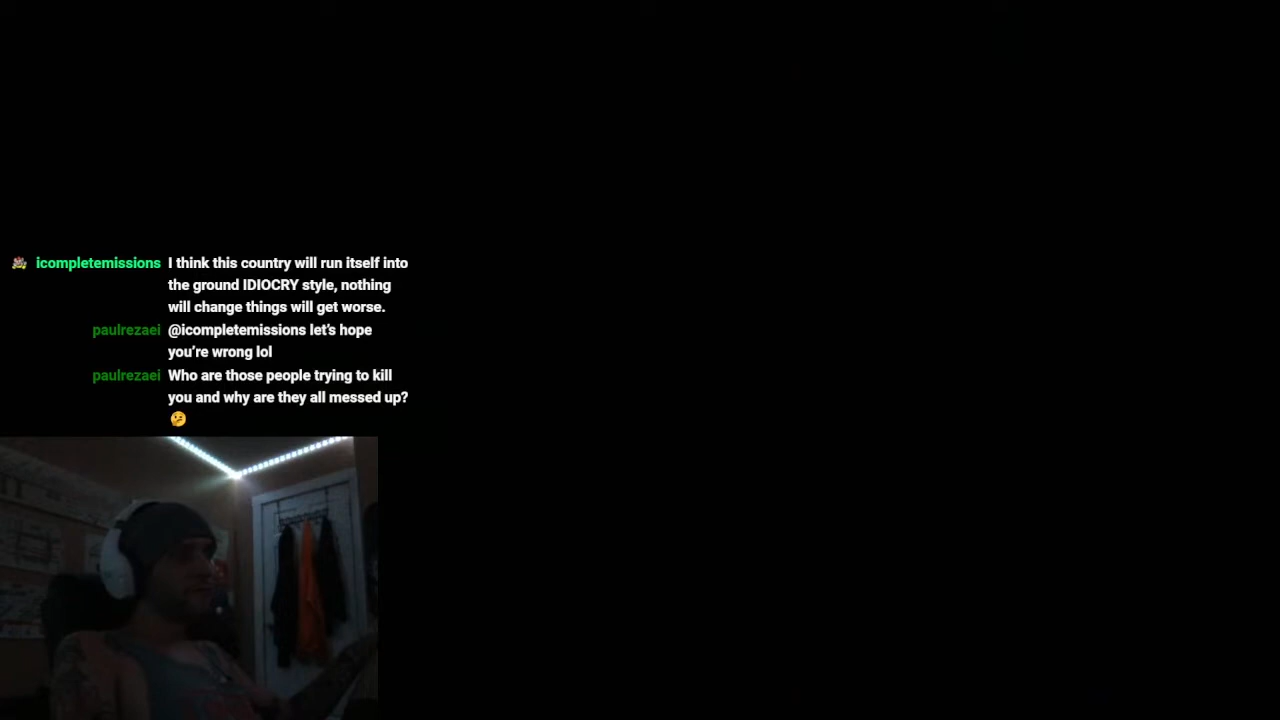 icompletemissions I think this country will run itself into
the ground IDIOCRY style, nothing
will change things will get worse.
paulrezaei @icompletemissions let's hope
you're wrong lol
paulrezaei Who are those people trying to kill
you and why are they all messed up?
🤔